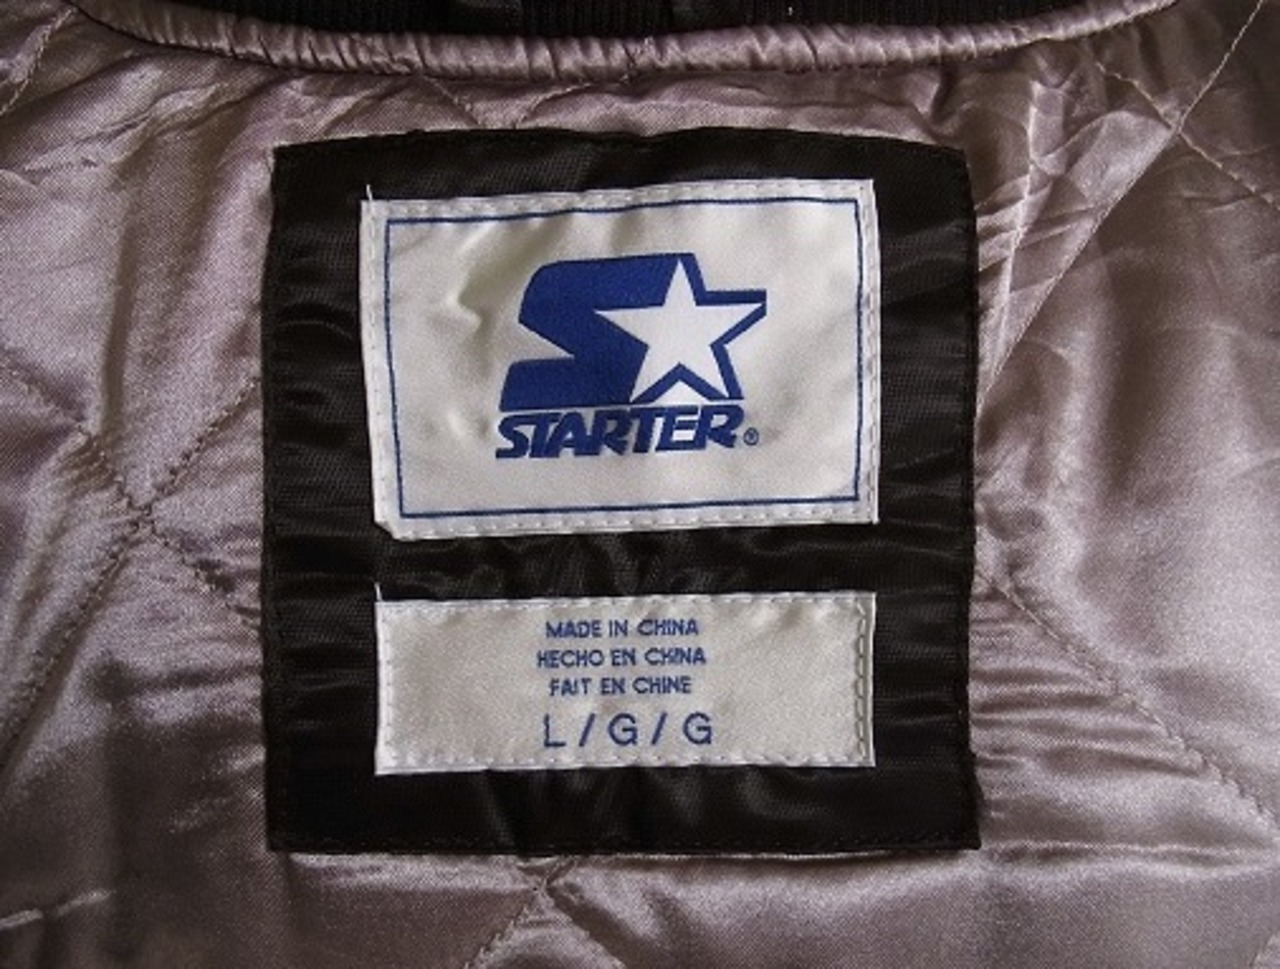 STARTER®
MADE IN CHINA
HECHO EN CHINA
FAIT EN CHINE
L / G / G